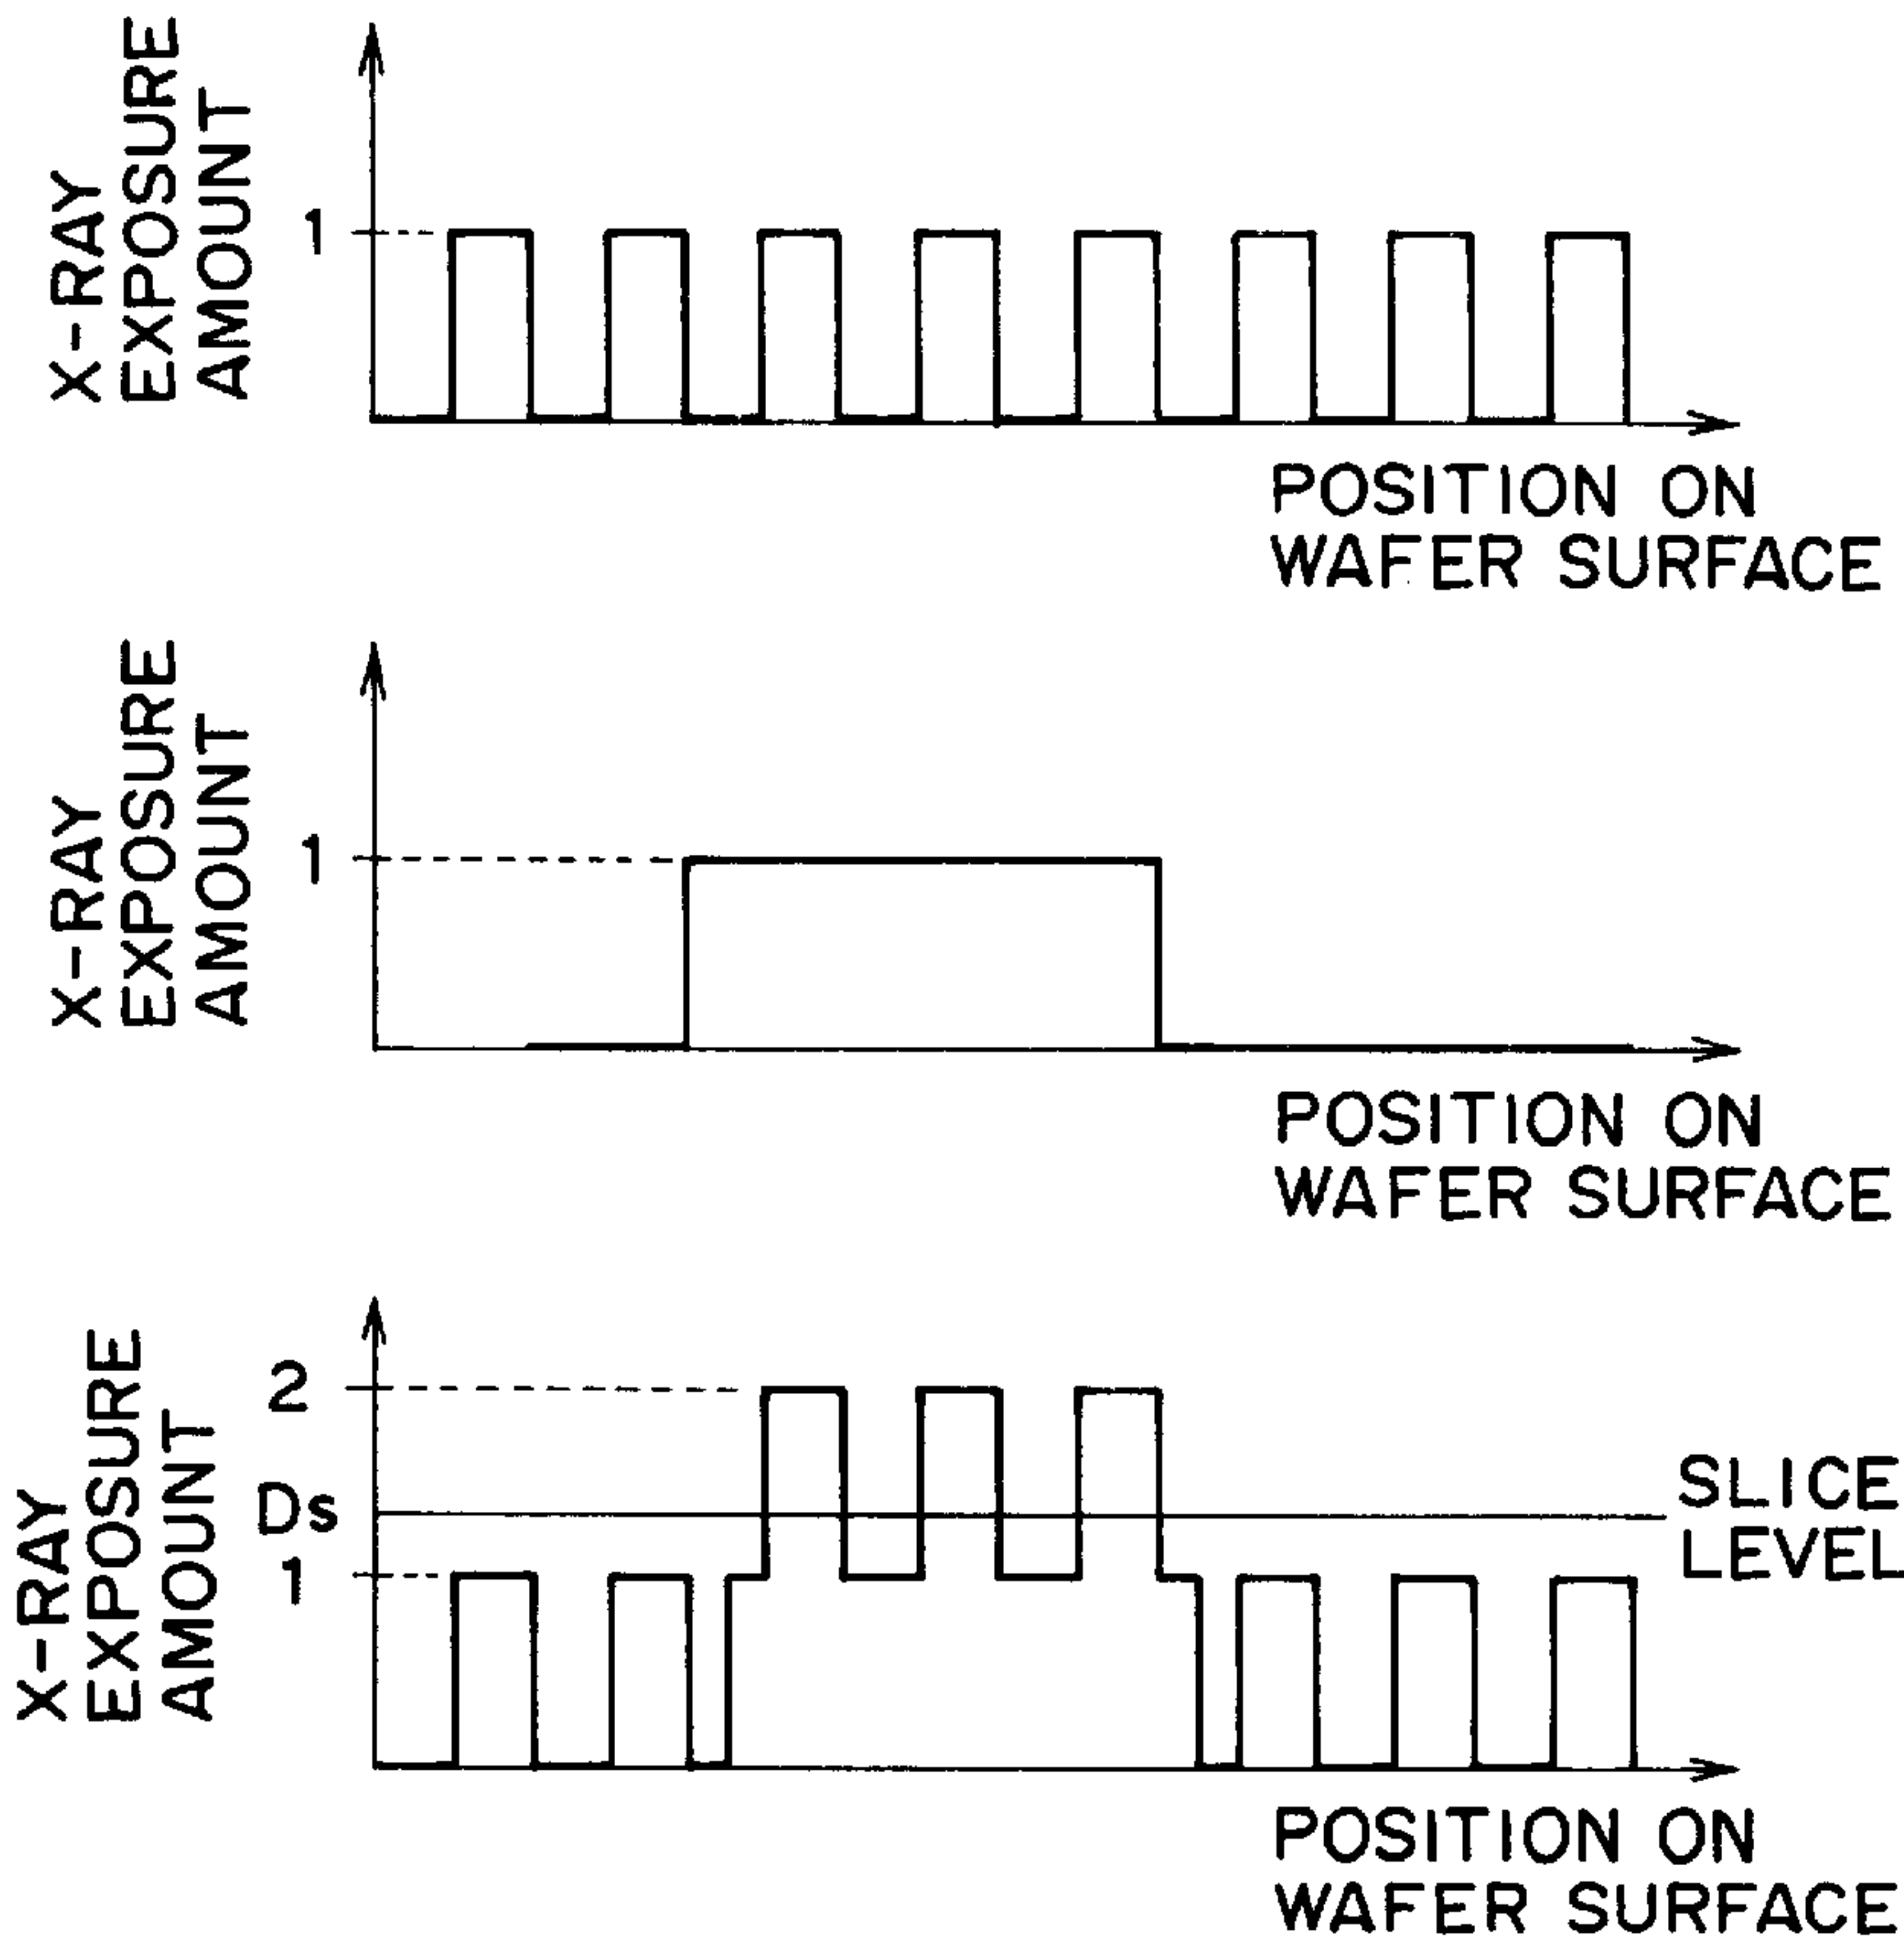 X-RAY
EXPOSURE
AMOUNT
1
POSITION ON
WAFER SURFACE
X-RAY
EXPOSURE
AMOUNT
1
POSITION ON
WAFER SURFACE
X-RAY
EXPOSURE
AMOUNT
2
Ds
1
SLICE
LEVEL
POSITION ON
WAFER SURFACE